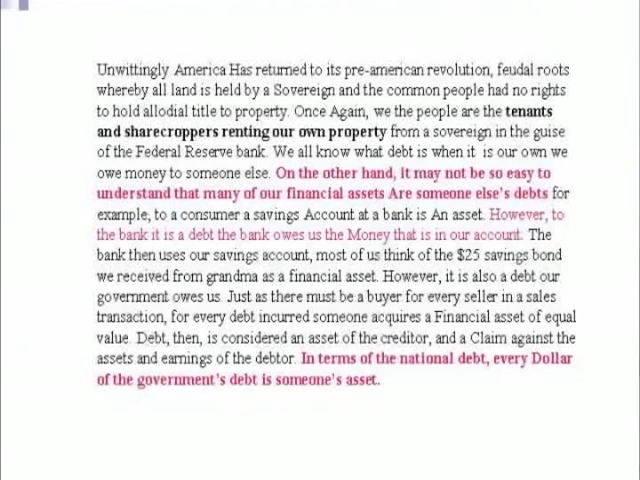 Unwittingly America Has returned to its pre-american revolution, feudal roots
whereby all land is held by a Sovereign and the common people had no rights
to hold allodial title to property. Once Again, we the people are the tenants
and sharecroppers renting our own property from a sovereign in the guise
of the Federal Reserve bank. We all know what debt is when it is our own we
owe money to someone else. On the other hand, it may not be so easy to
understand that many of our financial assets Are someone else's debts for
example, to a consumer a savings Account at a bank is An asset. However, to
the bank it is a debt the bank owes us the Money that is in our account. The
bank then uses our savings account, most of us think of the $25 savings bond
we received from grandma as a financial asset. However, it is also a debt our
government owes us. Just as there must be a buyer for every seller in a sales
transaction, for every debt incurred someone acquires a Financial asset of equal
value. Debt, then, is considered an asset of the creditor, and a Claim against the
assets and earnings of the debtor. In terms of the national debt, every Dollar
of the government's debt is someone's asset.